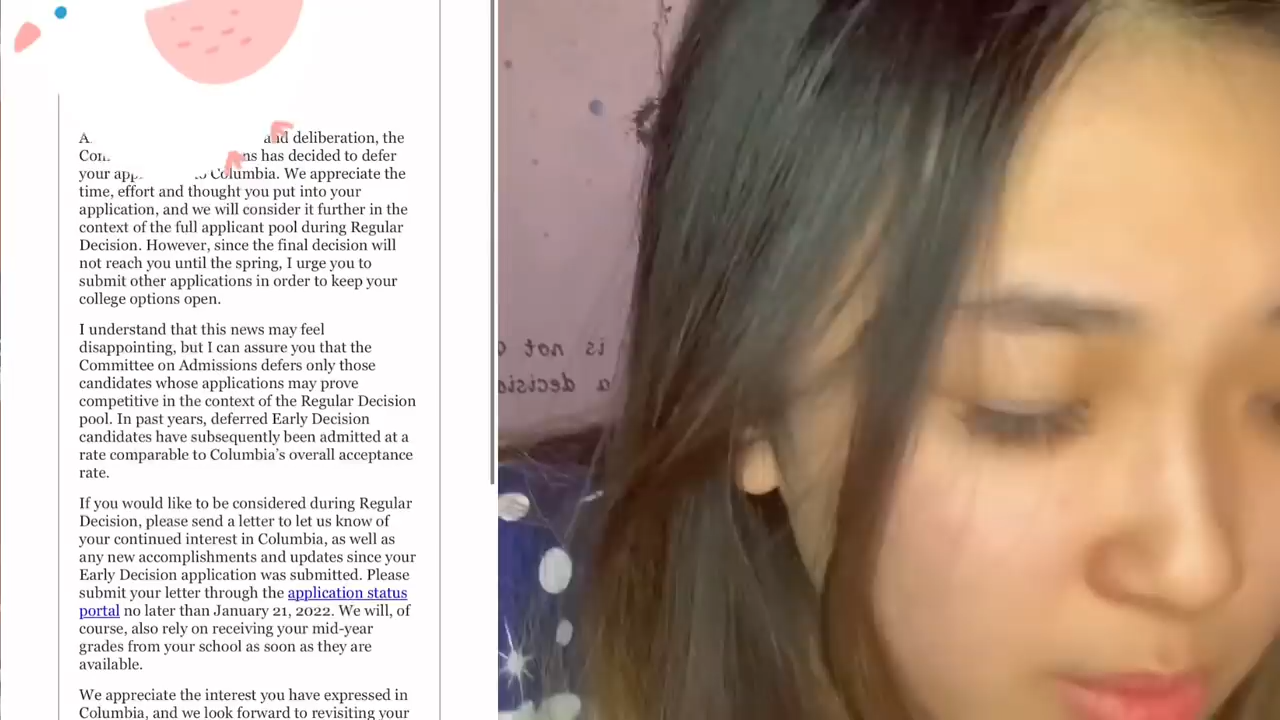 and deliberation, the
has decided to defer
your Columbia. We appreciate the
time, effort and thought you put into your
application, and we will consider it further in the
context of the full applicant pool during Regular
Decision. However, since the final decision will
not reach you until the spring, I urge you to
submit other applications in order to keep your
college options open.
I understand that this news may feel
disappointing, but I can assure you that the
Committee on Admissions defers only those
candidates whose applications may prove
competitive in the context of the Regular Decision
pool. In past years, deferred Early Decision
candidates have subsequently been admitted at a
rate comparable to Columbia’s overall acceptance
rate.
If you would like to be considered during Regular
Decision, please send a letter to let us know of
your continued interest in Columbia, as well as
any new accomplishments and updates since your
Early Decision application was submitted. Please
submit your letter through the application status
portal no later than January 21, 2022. We will, of
course, also rely on receiving your mid-year
grades from your school as soon as they are
available.
We appreciate the interest you have expressed in
Columbia, and we look forward to revisiting your
is not
a